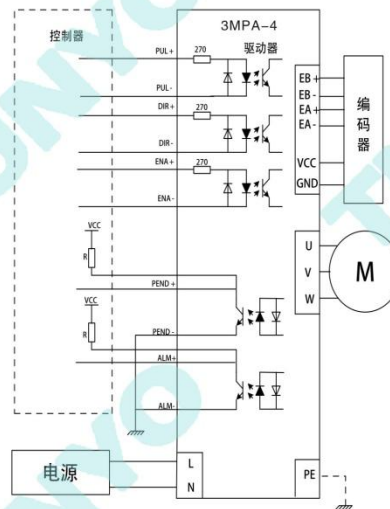 3MPA-4
控制器
驱动器
PUL+
270
PUL-
DIR+
270
DIR-
ENA+
270
ENA-
EB+
EB-
EA+
EA-
VCC
GND
编码器
VCC
R
PEND+
VCC
R
PEND-
ALM+
ALM-
U
V
W
M
电源
L
N
PE